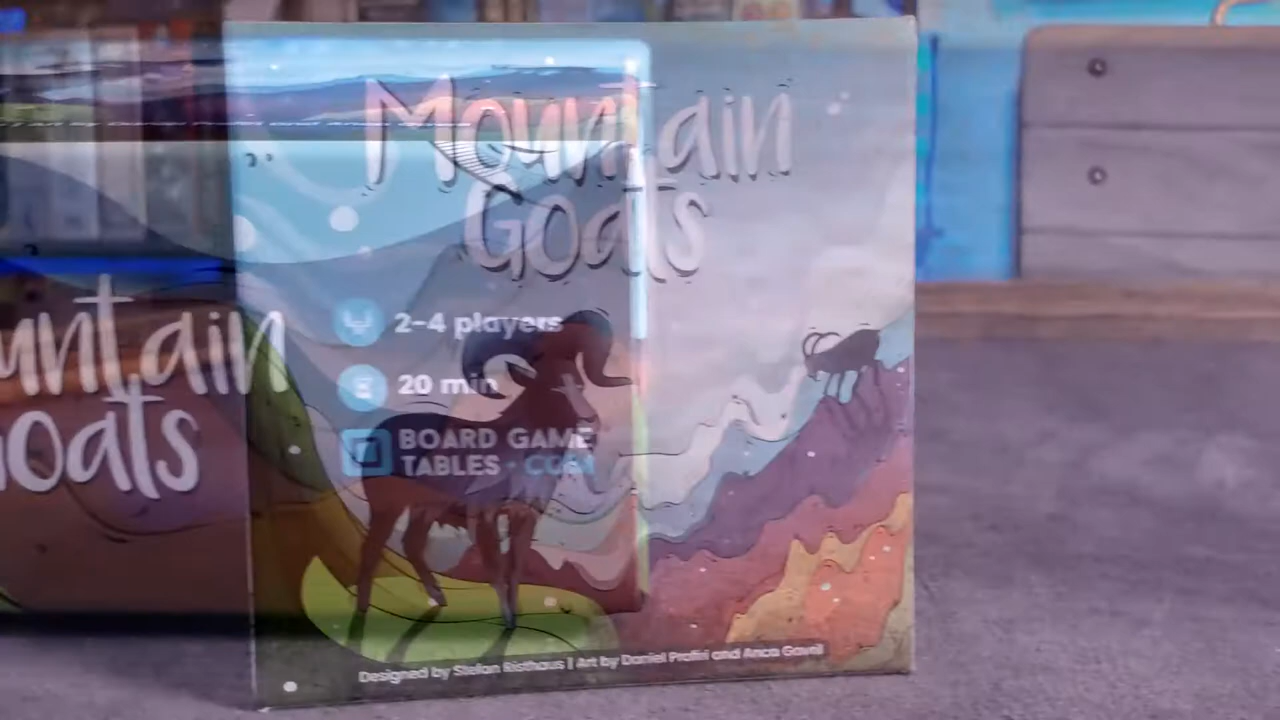 Mountain
Goats
2-4 players
20 min
BOARD GAME
TABLES · COM
untain
oats
Designed by Stefan Risthaus | Art by Daniel Profiri and Anca Gavril